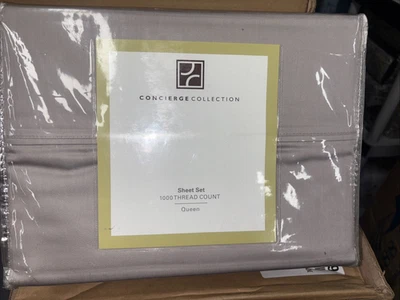 CONCIERGE COLLECTION
Sheet Set
1000 THREAD COUNT
Queen